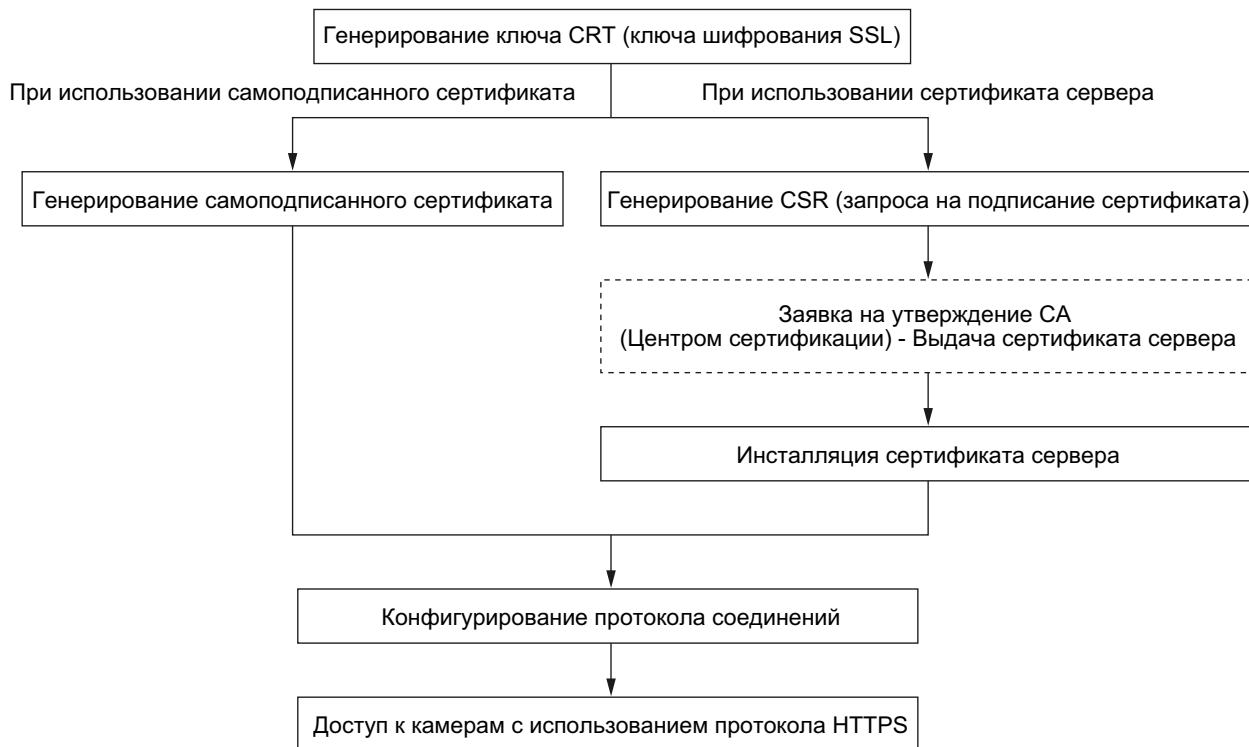 Генерирование ключа CRT (ключа шифрования SSL)
При использовании самоподписанного сертификата
При использовании сертификата сервера
Генерирование самоподписанного сертификата
Генерирование CSR (запроса на подписание сертификата)
Заявка на утверждение CA
(Центром сертификации) - Выдача сертификата сервера
Инсталляция сертификата сервера
Конфигурирование протокола соединений
Доступ к камерам с использованием протокола HTTPS